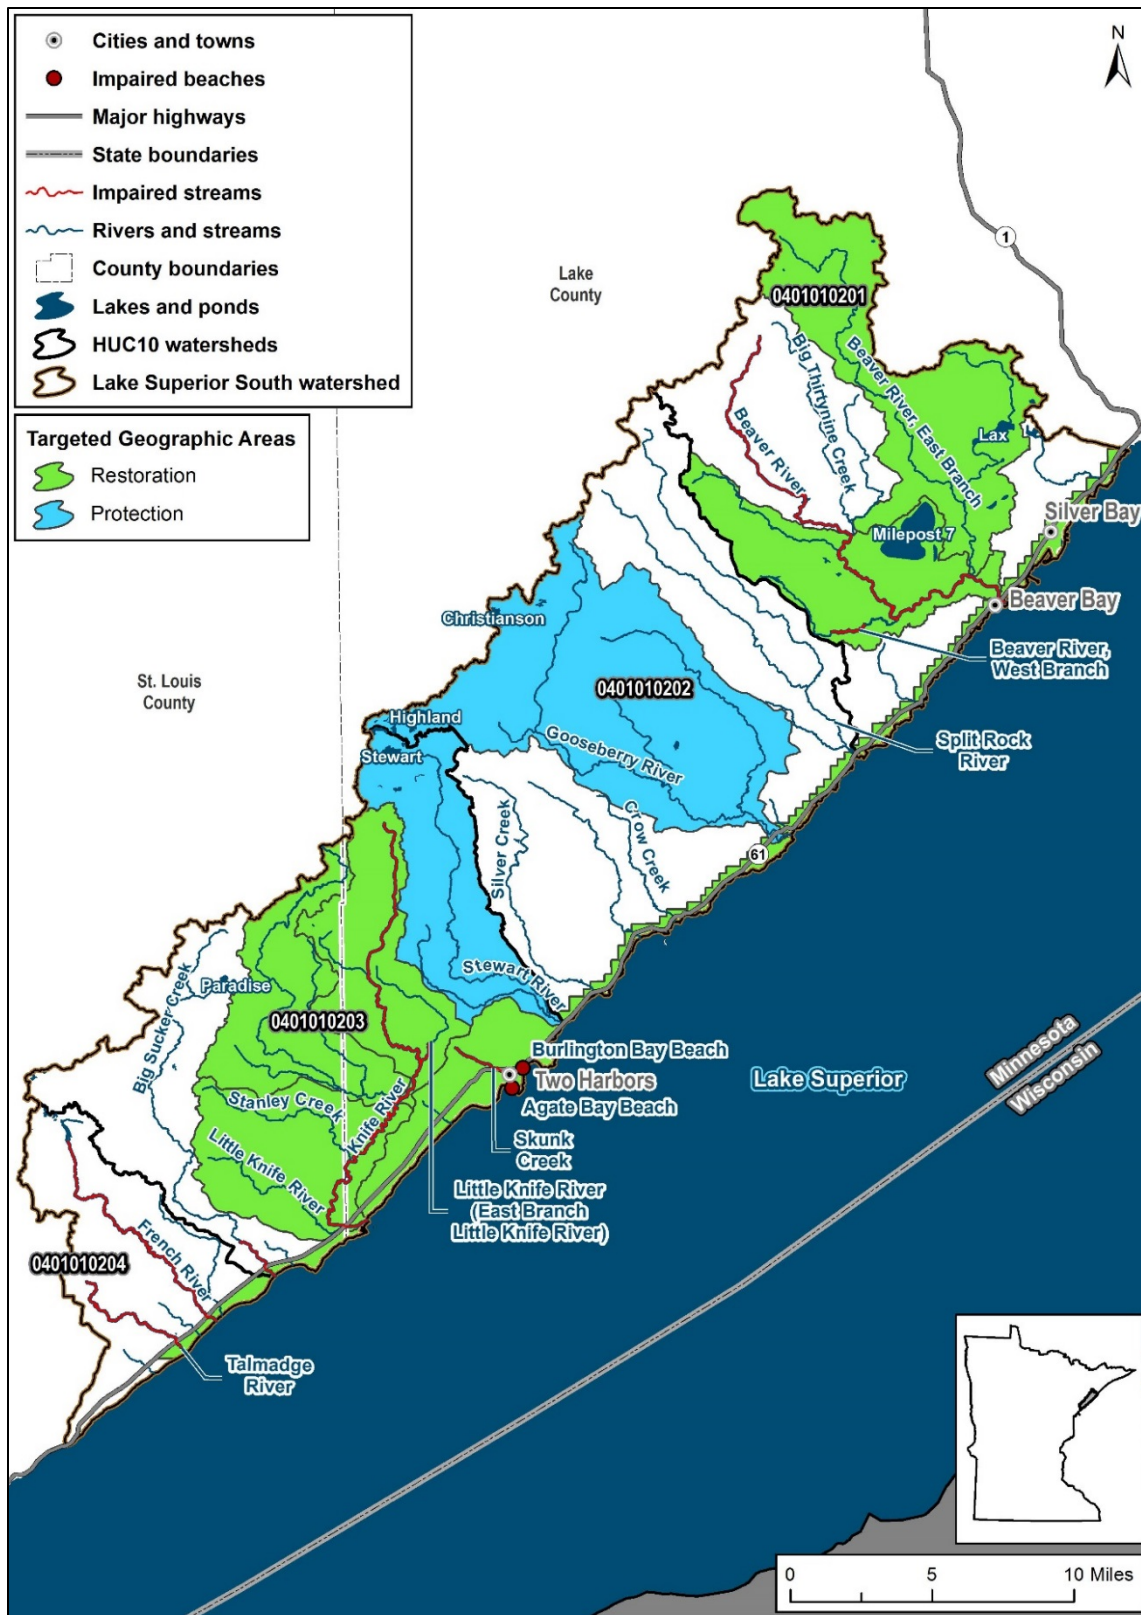 Cities and towns
Impaired beaches
Major highways
State boundaries
Impaired streams
Rivers and streams
County boundaries
Lakes and ponds
HUC10 watersheds
Lake Superior South watershed
Targeted Geographic Areas
Restoration
Protection
N
1
Lake
County
0401010201
Big Thirtynine Creek
Beaver River, East Branch
Beaver River
Lax
Milepost 7
Silver Bay
Beaver Bay
Beaver River,
West Branch
Christianson
St. Louis
County
0401010202
Highland
Stewart
Gooseberry River
Split Rock
River
Silver Creek
Crow Creek
61
Stewart River
Paradise
Big Sucker Creek
0401010203
Burlington Bay Beach
Two Harbors
Agate Bay Beach
Lake Superior
Minnesota
Wisconsin
Stanley Creek
Knife River
Skunk
Creek
Little Knife River
Little Knife River
(East Branch
Little Knife River)
French River
0401010204
Talmadge
River
0 5 10 Miles